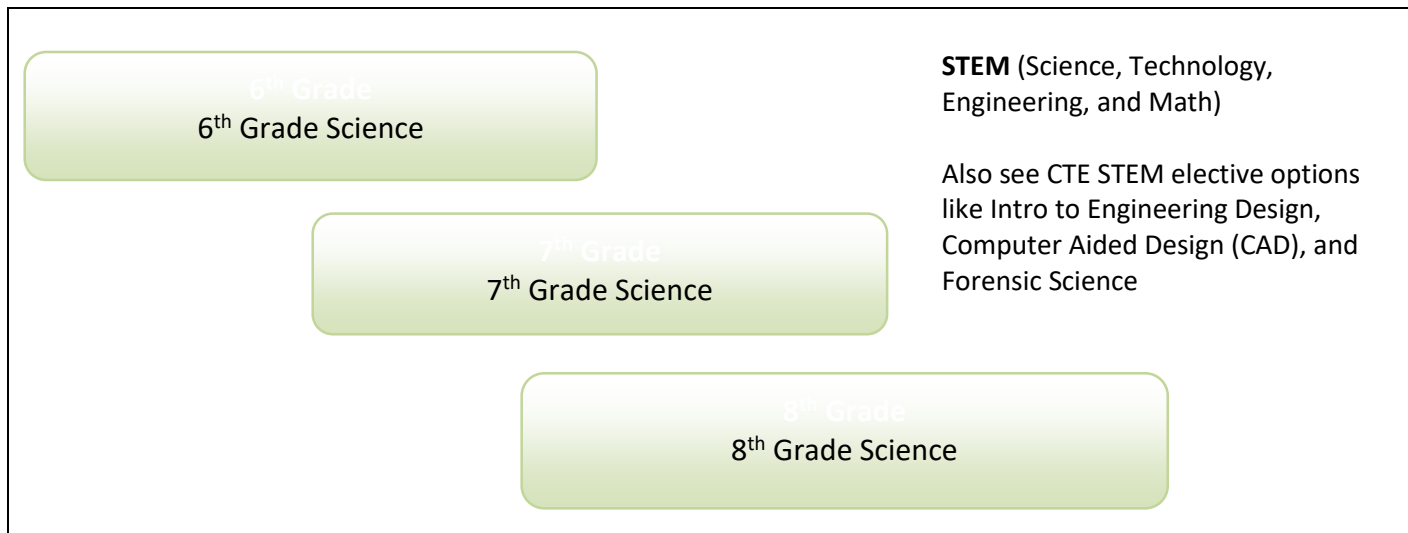 6th Grade
6th Grade Science
7th Grade
7th Grade Science
8th Grade
8th Grade Science
STEM (Science, Technology,
Engineering, and Math)
Also see CTE STEM elective options
like Intro to Engineering Design,
Computer Aided Design (CAD), and
Forensic Science